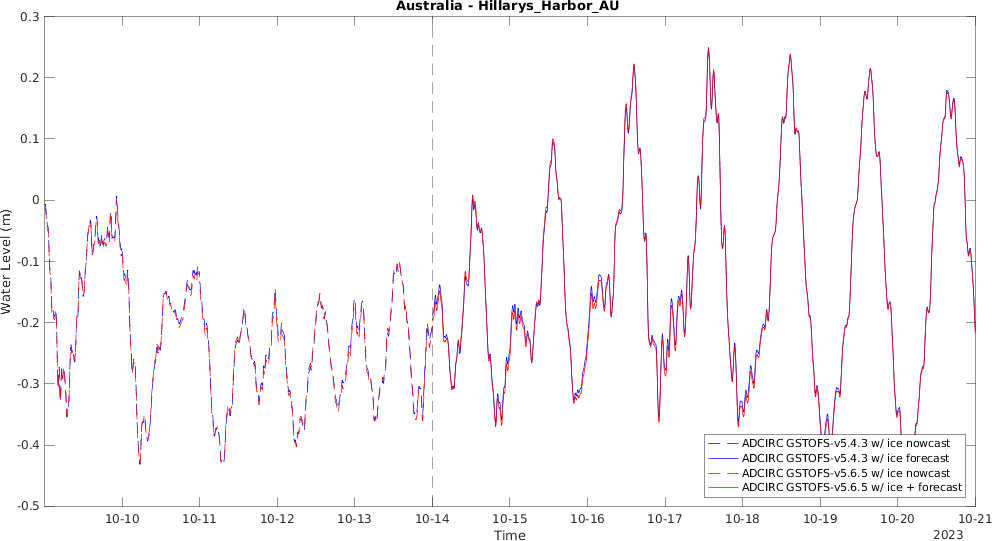 Australia - Hillarys_Harbor_AU
0.3
0.2
0.1
0
-0.1
-0.2
-0.3
-0.4
-0.5
Water Level (m)
ADCIRC GSTOFS-v5.4.3 w/ ice nowcast
ADCIRC GSTOFS-v5.4.3 w/ ice forecast
ADCIRC GSTOFS-v5.6.5 w/ ice nowcast
ADCIRC GSTOFS-v5.6.5 w/ ice + forecast
10-10 10-11 10-12 10-13 10-14 10-15 10-16 10-17 10-18 10-19 10-20 10-21
Time
2023